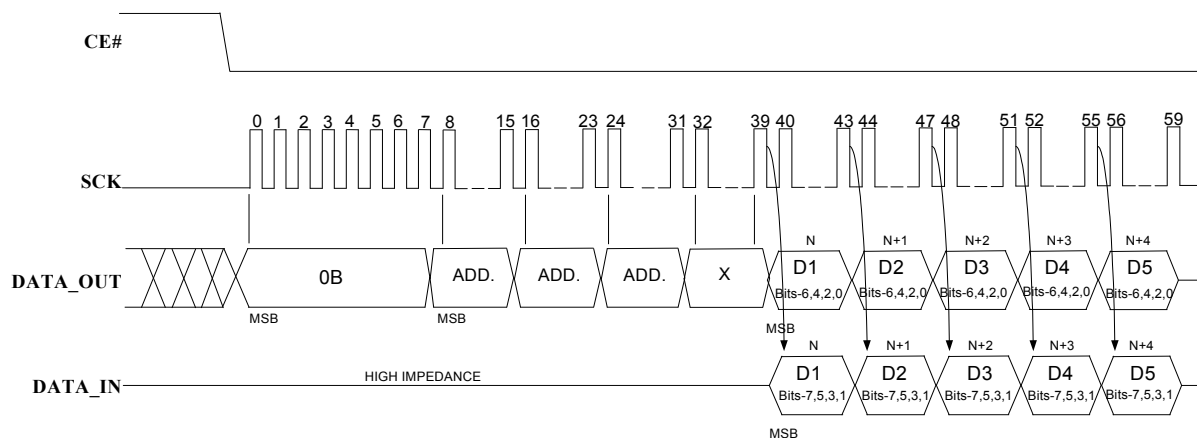 CE#
0 1 2 3 4 5 6 7 8 15 16 23 24 31 32 39 40 43 44 47 48 51 52 55 56 59
SCK
N N+1 N+2 N+3 N+4
DATA_OUT 0B ADD. ADD. ADD. X D1 D2 D3 D4 D5
Bits-6,4,2,0 Bits-6,4,2,0 Bits-6,4,2,0 Bits-6,4,2,0 Bits-6,4,2,0
MSB MSB MSB
N N+1 N+2 N+3 N+4
DATA_IN HIGH IMPEDANCE D1 D2 D3 D4 D5
Bits-7,5,3,1 Bits-7,5,3,1 Bits-7,5,3,1 Bits-7,5,3,1 Bits-7,5,3,1
MSB